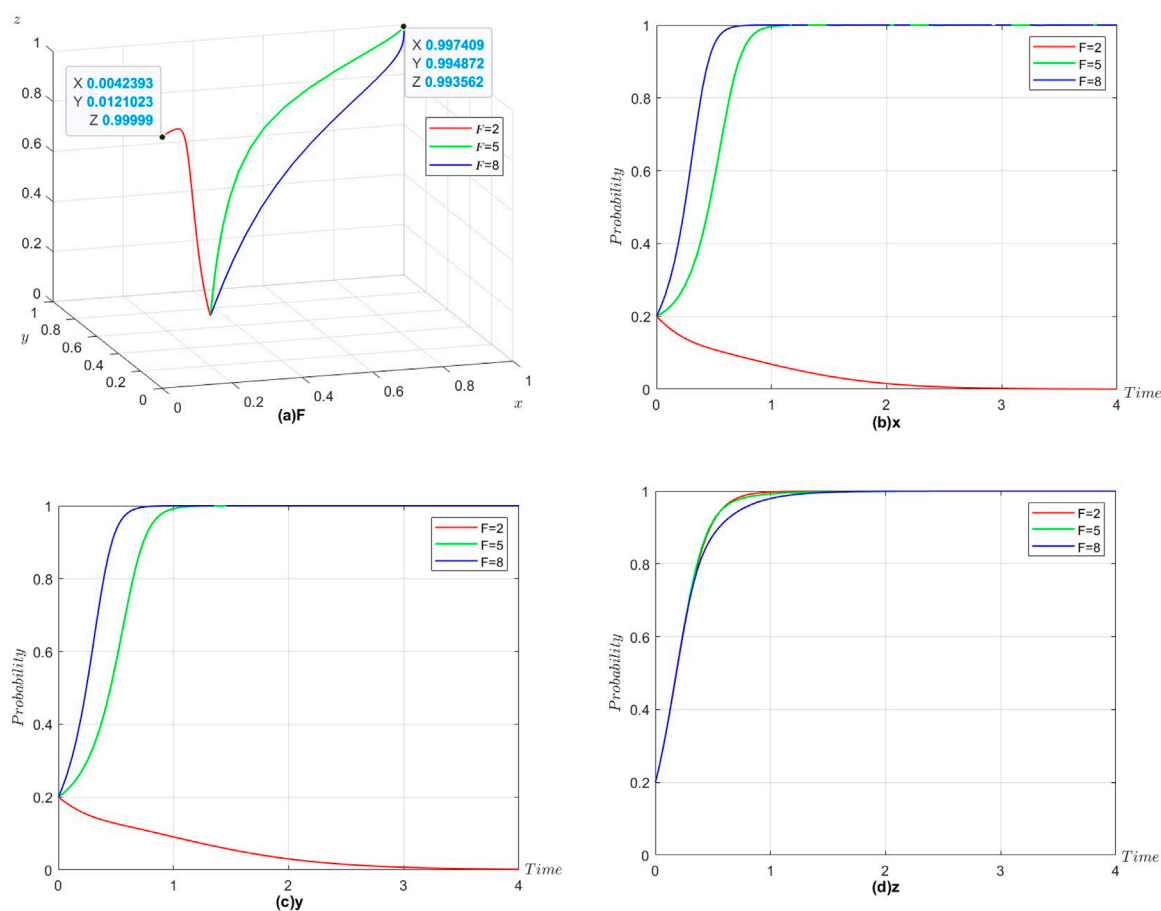 z
1
0.8
0.6
0.4
0.2
0
X 0.0042393
Y 0.0121023
Z 0.99999
X 0.997409
Y 0.994872
Z 0.993562
F=2
F=5
F=8
1
0.8
0.6
0.4
0.2
0
y
0
0.2
0.4
0.6
0.8
1
x
(a)F
1
0.8
0.6
0.4
0.2
0
Probability
F=2
F=5
F=8
0
1
2
3
4
Time
(b)x
1
0.8
0.6
0.4
0.2
0
Probability
F=2
F=5
F=8
0
1
2
3
4
Time
(c)y
1
0.8
0.6
0.4
0.2
0
Probability
F=2
F=5
F=8
0
1
2
3
4
Time
(d)z